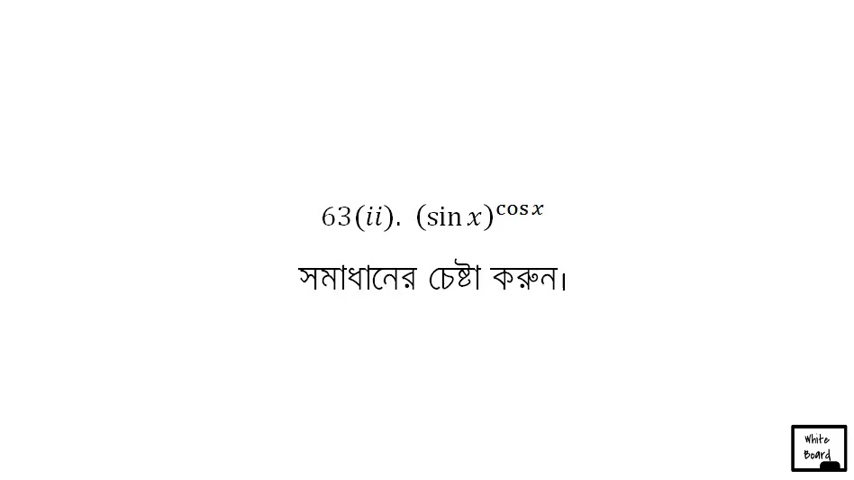 63(ii). (sin x)^cos x
সমাধানের চেষ্টা করুন।
White
Board